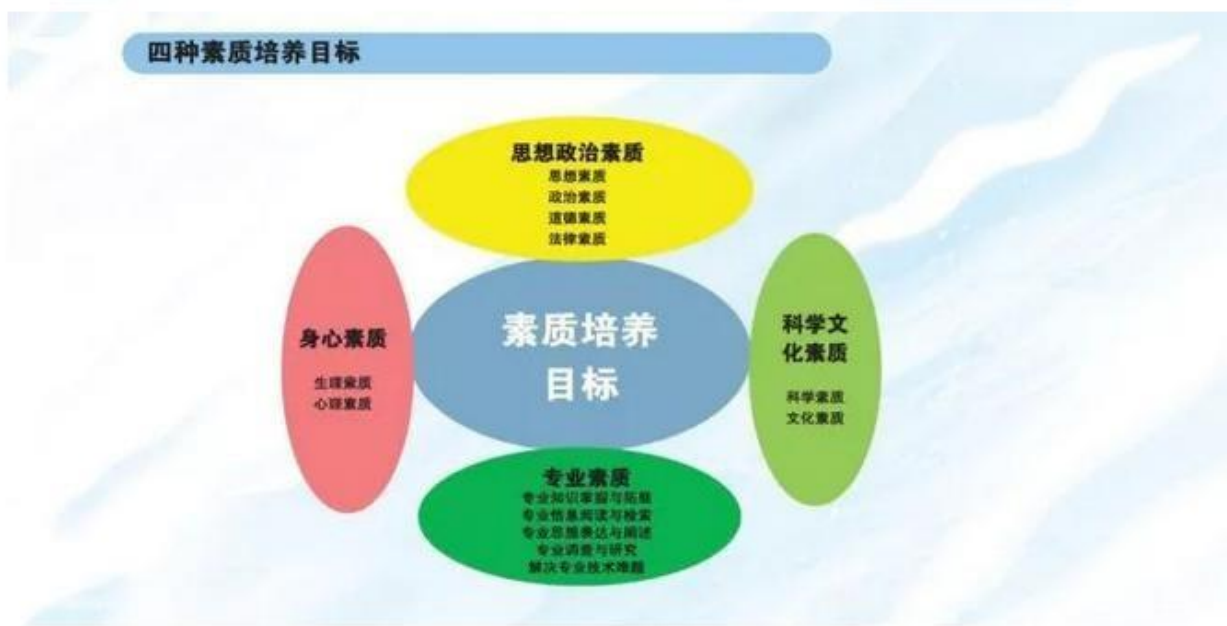 四种素质培养目标
思想政治素质
思想素质
政治素质
道德素质
法律素质
身心素质
生理素质
心理素质
素质培养
目标
科学文
化素质
科学素质
文化素质
专业素质
专业知识掌握与拓展
专业信息阅读与检索
专业思想表达与阐述
专业调查与研究
解决专业技术难题